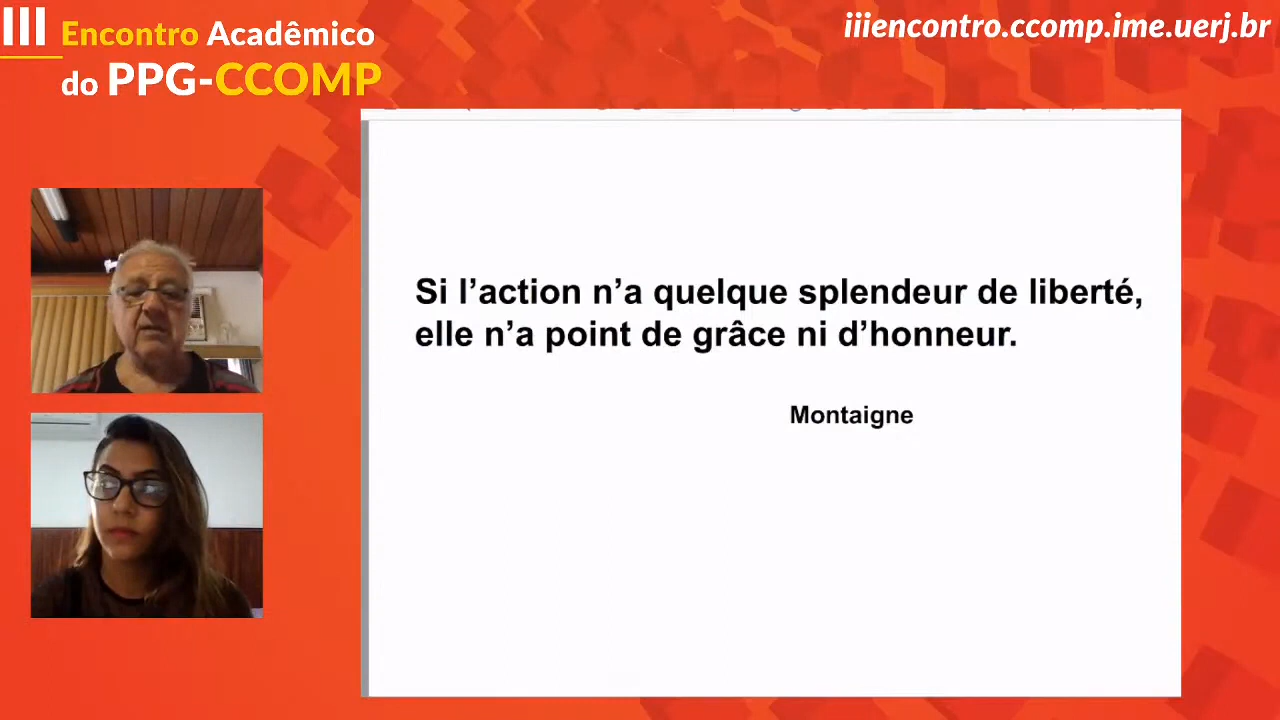 III Encontro Acadêmico
do PPG-CCOMP
iiiencontro.ccomp.ime.uerj.br
Si l’action n’a quelque splendeur de liberté,
elle n’a point de grâce ni d’honneur.
Montaigne